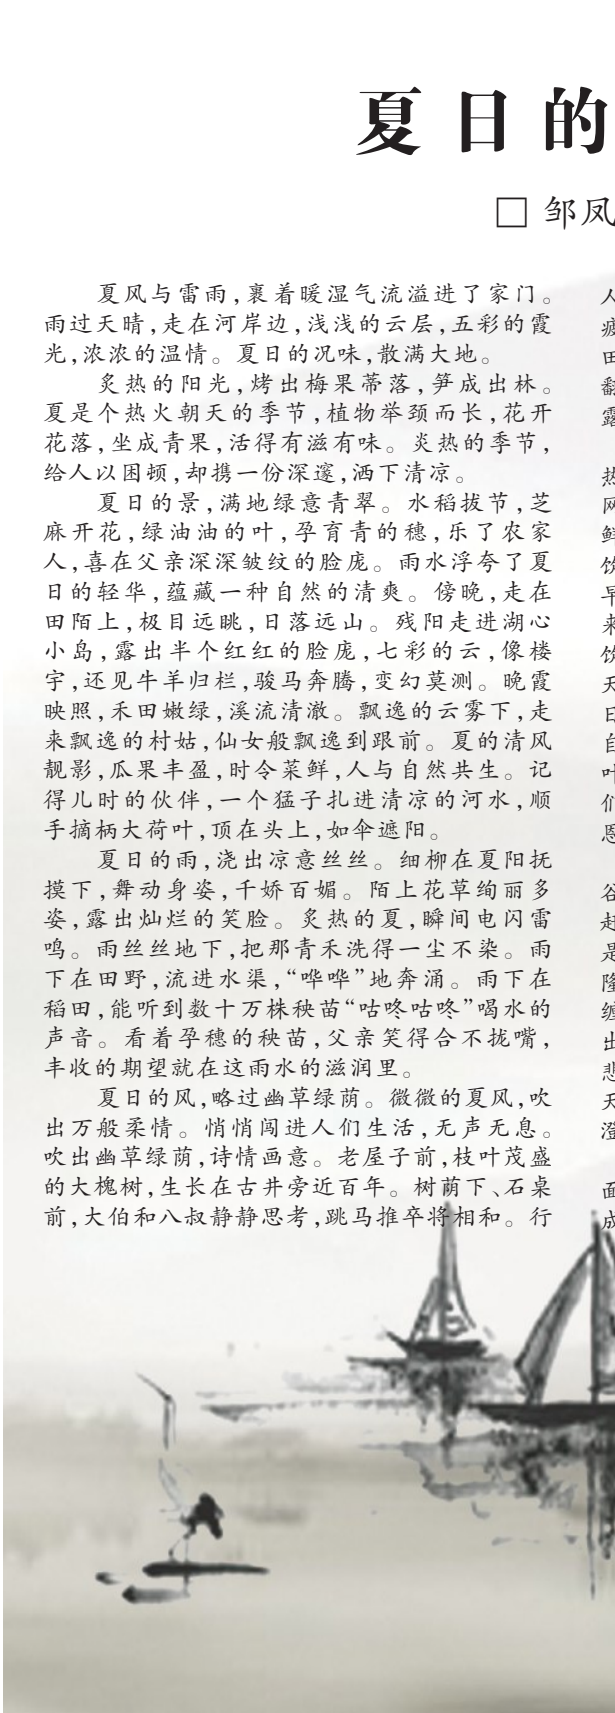 夏日的
□ 邹凤
夏风与雷雨,裹着暖湿气流溢进了家门。
雨过天晴,走在河岸边,浅浅的云层,五彩的霞
光,浓浓的温情。夏日的况味,散满大地。
炙热的阳光,烤出梅果蒂落,笋成出林。
夏是个热火朝天的季节,植物举颈而长,花开
花落,坐成青果,活得有滋有味。炎热的季节,
给人以困顿,却携一份深邃,洒下清凉。
夏日的景,满地绿意青翠。水稻拔节,芝
麻开花,绿油油的叶,孕育青的穗,乐了农家
人,喜在父亲深深皱纹的脸庞。雨水浮夸了夏
日的轻华,蕴藏一种自然的清爽。傍晚,走在
田陌上,极目远眺,日落远山。残阳走进湖心
小岛,露出半个红红的脸庞,七彩的云,像楼
宇,还见牛羊归栏,骏马奔腾,变幻莫测。晚霞
映照,禾田嫩绿,溪流清澈。飘逸的云雾下,走
来飘逸的村姑,仙女般飘逸到跟前。夏的清风
靓影,瓜果丰盈,时令菜鲜,人与自然共生。记
得儿时的伙伴,一个猛子扎进清凉的河水,顺
手摘柄大荷叶,顶在头上,如伞遮阳。
夏日的雨,浇出凉意丝丝。细柳在夏阳抚
摸下,舞动身姿,千娇百媚。陌上花草绚丽多
姿,露出灿烂的笑脸。炙热的夏,瞬间电闪雷
鸣。雨丝丝地下,把那青禾洗得一尘不染。雨
下在田野,流进水渠,“哗哗”地奔涌。雨下在
稻田,能听到数十万株秧苗“咕咚咕咚”喝水的
声音。看着孕穗的秧苗,父亲笑得合不拢嘴,
丰收的期望就在这雨水的滋润里。
夏日的风,略过幽草绿荫。微微的夏风,吹
出万般柔情。悄悄闯进人们生活,无声无息。
吹出幽草绿荫,诗情画意。老屋子前,枝叶茂盛
的大槐树,生长在古井旁近百年。树荫下、石桌
前,大伯和八叔静静思考,跳马推卒将相和。行